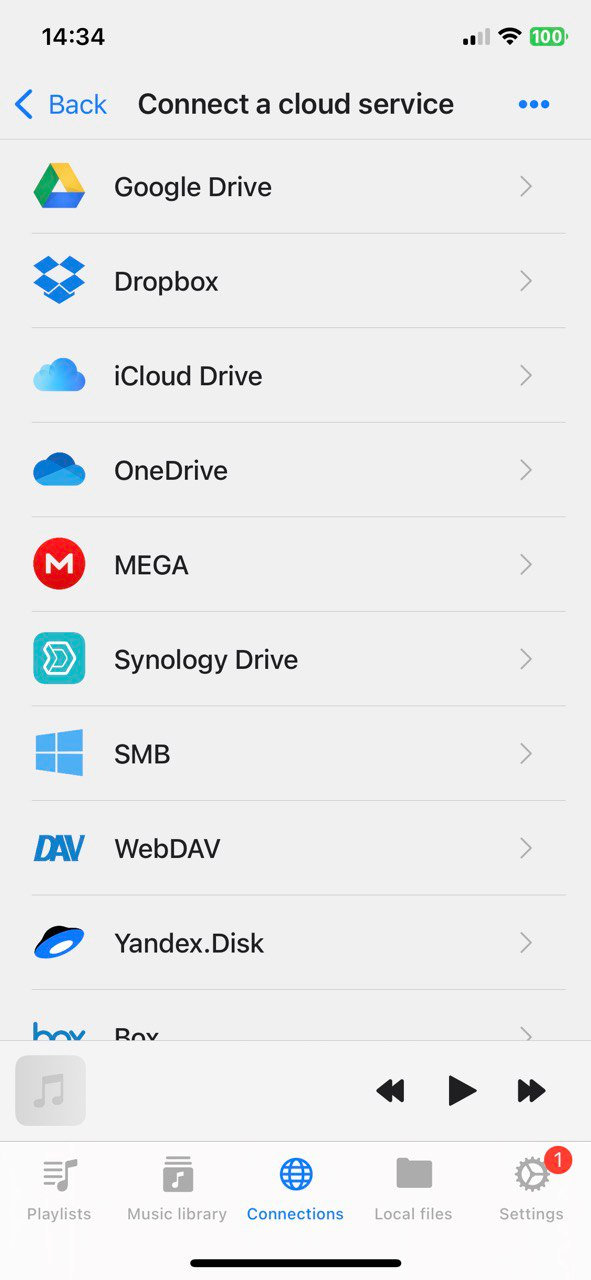 14:34
100
Back
Connect a cloud service
Google Drive
Dropbox
iCloud Drive
OneDrive
M
MEGA
Synology Drive
SMB
DAV
WebDAV
Yandex.Disk
box
Box
Playlists
Music library
Connections
Local files
1
Settings